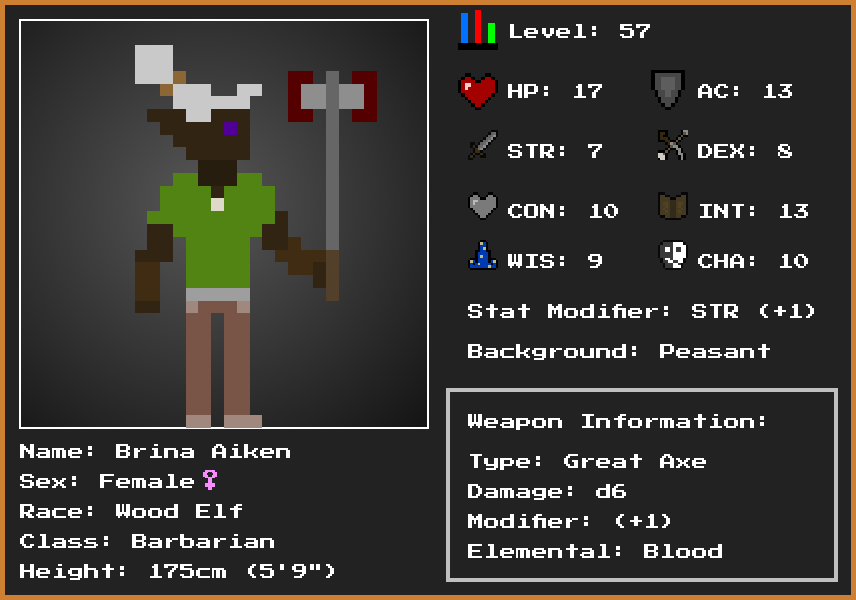 Level: 57
HP: 17 AC: 13
STR: 7 DEX: 8
CON: 10 INT: 13
WIS: 9 CHA: 10
Stat Modifier: STR (+1)
Background: Peasant
Weapon Information:
Type: Great Axe
Damage: d6
Modifier: (+1)
Elemental: Blood
Name: Brina Aiken
Sex: Female♀
Race: Wood Elf
Class: Barbarian
Height: 175cm (5'9")